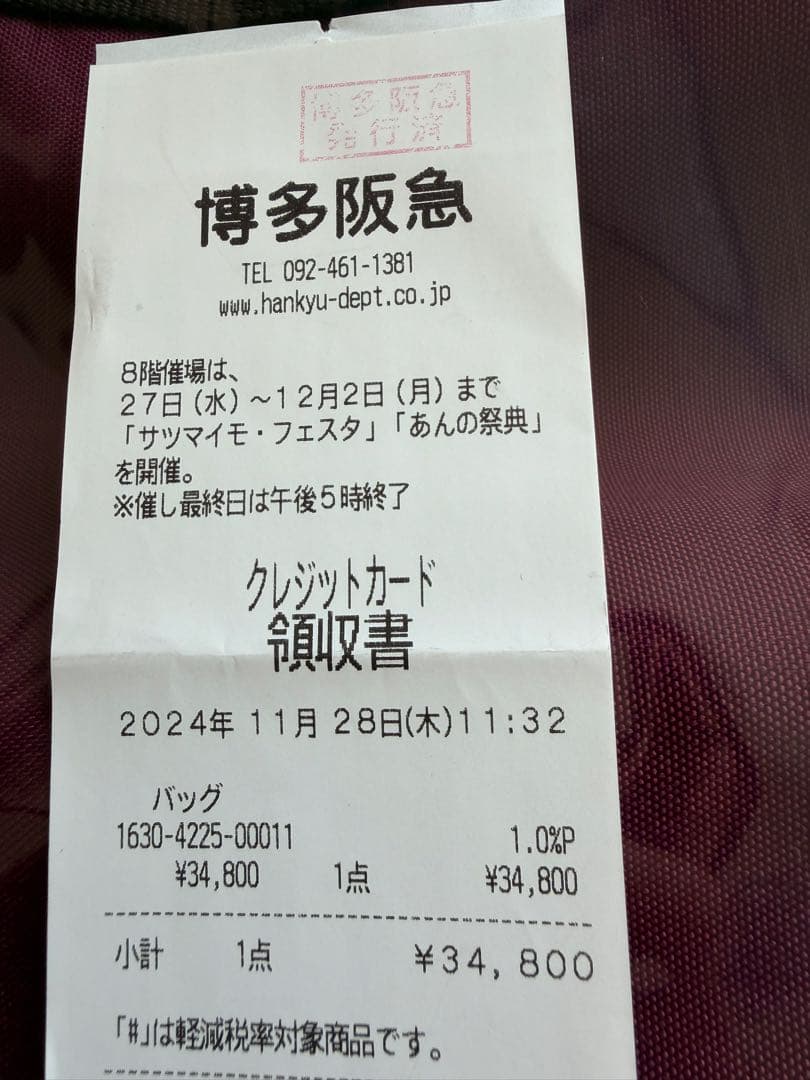 博多阪急
発行済
博多阪急
TEL 092-461-1381
www.hankyu-dept.co.jp
8階催場は、
27日(水)~12月2日(月)まで
「サツマイモ・フェスタ」「あんの祭典」
を開催。
※催し最終日は午後5時終了
クレジットカード
領収書
2024年 11月 28日(木)11:32
バッグ
1630-4225-00011 1.0%P
¥34,800 1点 ¥34,800
小計 1点 ¥34,800
「#」は軽減税率対象商品です。